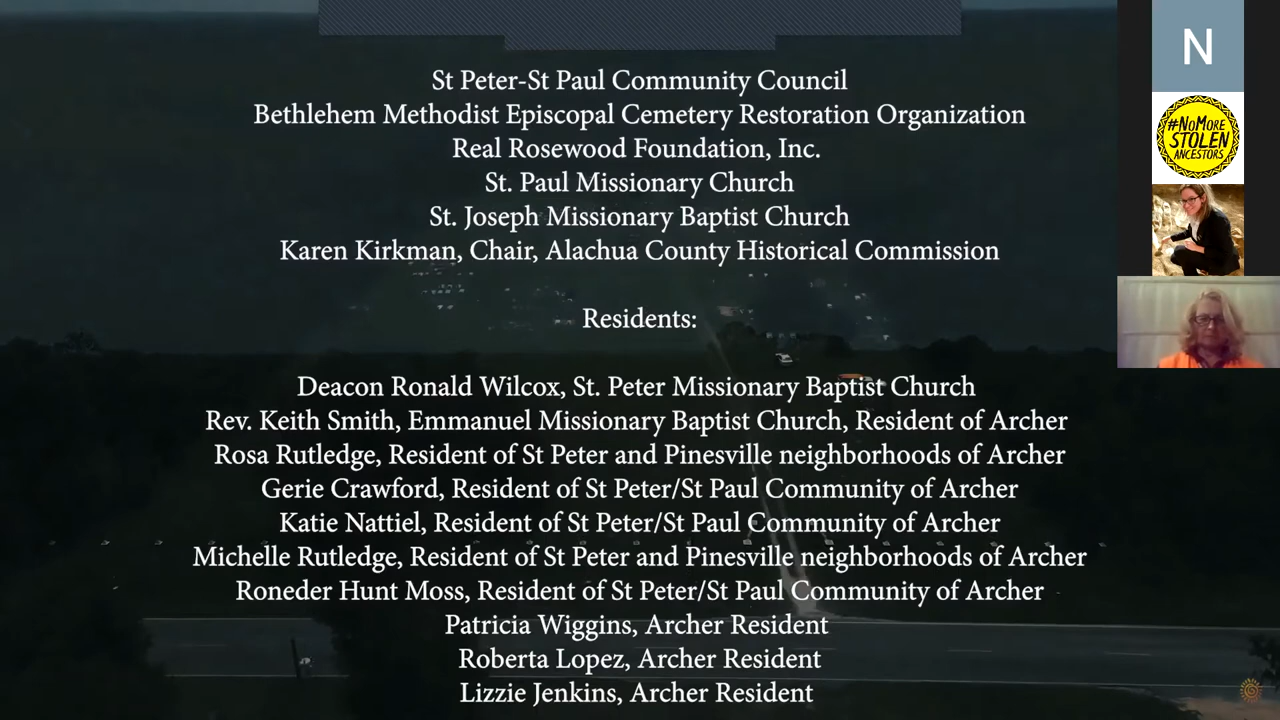 St Peter-St Paul Community Council
Bethlehem Methodist Episcopal Cemetery Restoration Organization
Real Rosewood Foundation, Inc.
St. Paul Missionary Church
St. Joseph Missionary Baptist Church
Karen Kirkman, Chair, Alachua County Historical Commission
Residents:
Deacon Ronald Wilcox, St. Peter Missionary Baptist Church
Rev. Keith Smith, Emmanuel Missionary Baptist Church, Resident of Archer
Rosa Rutledge, Resident of St Peter and Pinesville neighborhoods of Archer
Gerie Crawford, Resident of St Peter/St Paul Community of Archer
Katie Nattiel, Resident of St Peter/St Paul Community of Archer
Michelle Rutledge, Resident of St Peter and Pinesville neighborhoods of Archer
Roneder Hunt Moss, Resident of St Peter/St Paul Community of Archer
Patricia Wiggins, Archer Resident
Roberta Lopez, Archer Resident
Lizzie Jenkins, Archer Resident
N
#NOMORE
STOLEN
ANCESTORS